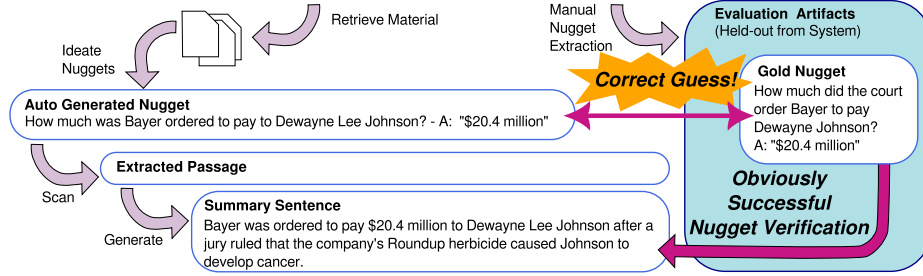 Retrieve Material
Ideate
Nuggets
Manual
Nugget
Extraction
Evaluation Artifacts
(Held-out from System)
Correct Guess!
Auto Generated Nugget
How much was Bayer ordered to pay to Dewayne Lee Johnson? - A:  "$20.4 million"
Gold Nugget
How much did the court
order Bayer to pay
Dewayne Johnson?
A: "$20.4 million"
Scan
Extracted Passage
Generate
Summary Sentence
Bayer was ordered to pay $20.4 million to Dewayne Lee Johnson after a
jury ruled that the company's Roundup herbicide caused Johnson to
develop cancer.
Obviously
Successful
Nugget Verification